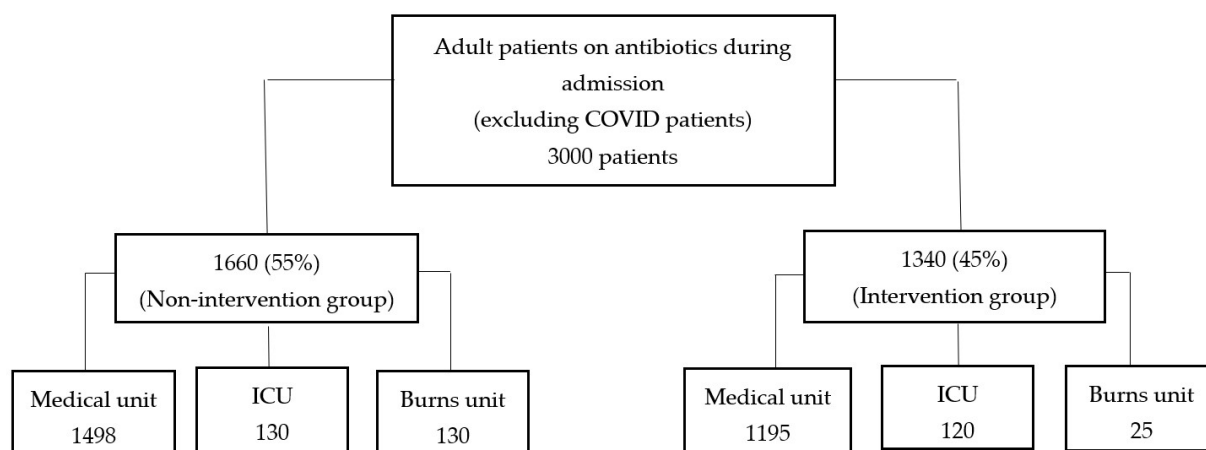 Adult patients on antibiotics during
admission
(excluding COVID patients)
3000 patients
1660 (55%)
(Non-intervention group)
1340 (45%)
(Intervention group)
Medical unit
1498
ICU
130
Burns unit
130
Medical unit
1195
ICU
120
Burns unit
25